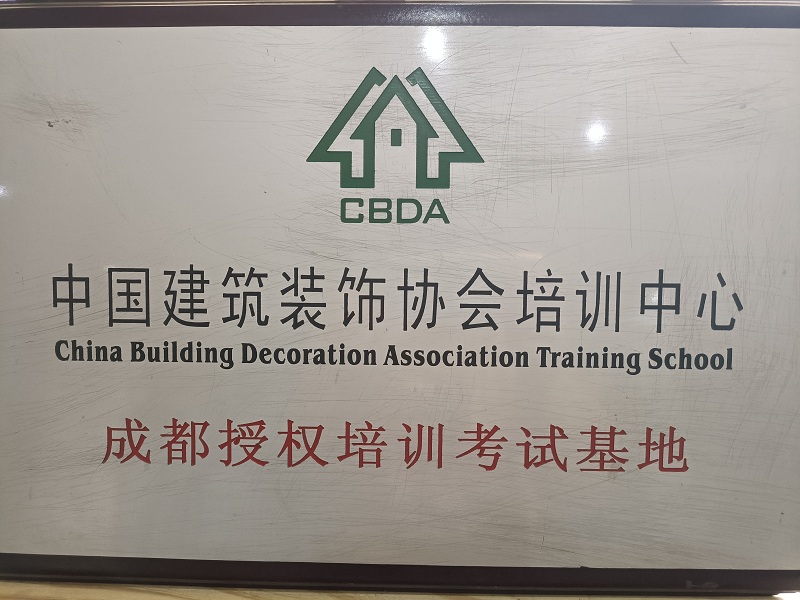 CBDA
中国建筑装饰协会培训中心
China Building Decoration Association Training School
成都授权培训考试基地